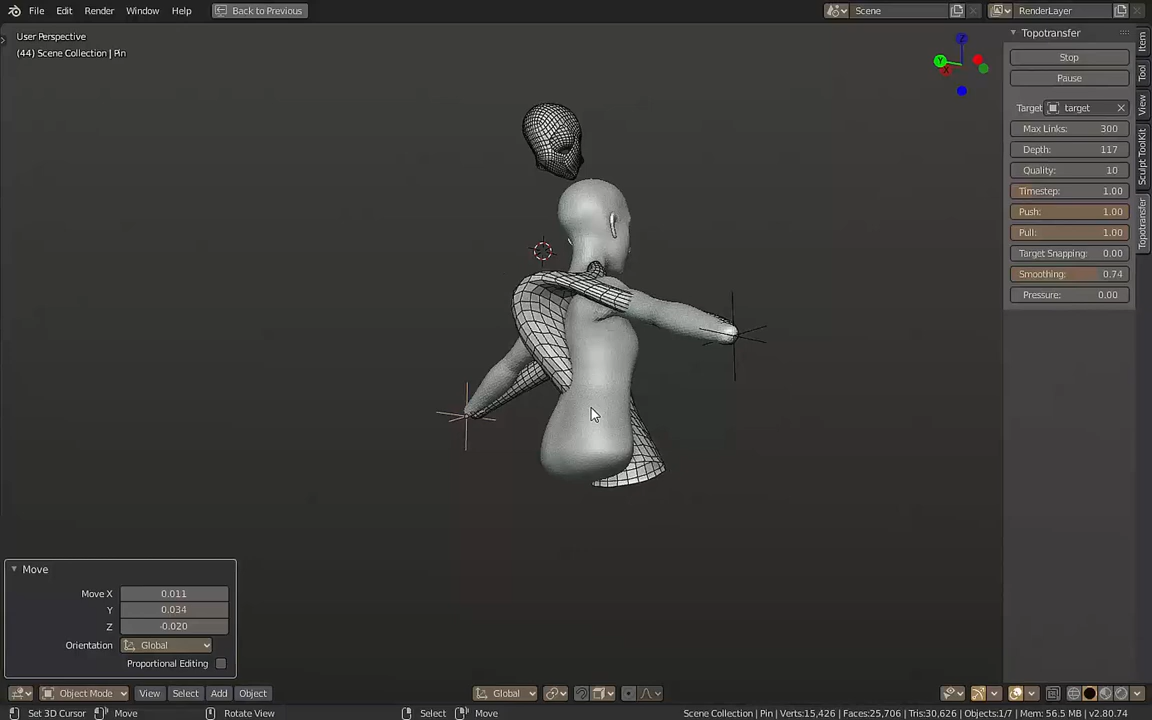 File Edit Render Window Help Back to Previous Scene RenderLayer
User Perspective
(44) Scene Collection | Pin
Z
Y
X
Topotransfer
Stop
Pause
Target target
Max Links: 300
Depth: 117
Quality: 10
Timestep: 1.00
Push: 1.00
Pull: 1.00
Target Snapping: 0.00
Smoothing: 0.74
Pressure: 0.00
Item
Tool
View
Sculpt ToolKit
Topotransfer
Move
Move X 0.011
Y 0.034
Z -0.020
Orientation Global
Proportional Editing
Object Mode View Select Add Object Global
Set 3D Cursor Move Rotate View Select Move Scene Collection | Pin | Verts:15,426 | Faces:25,706 | Tris:30,626 | Objects:1/7 | Mem: 56.5 MB | v2.80.74